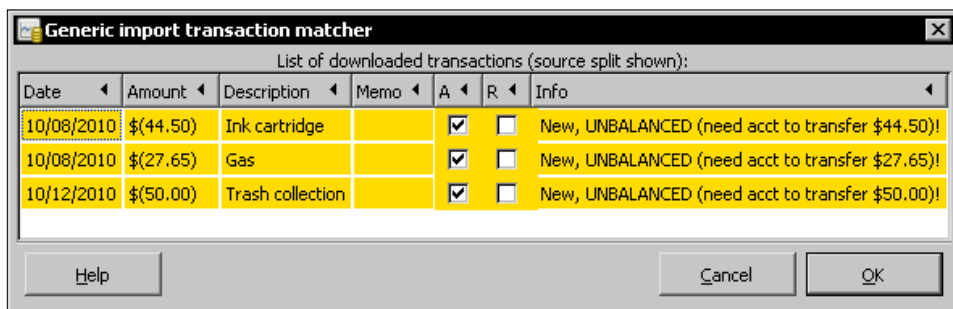 Generic import transaction matcher
List of downloaded transactions (source split shown):
Date Amount Description Memo A R Info
10/08/2010 $(44.50) Ink cartridge New, UNBALANCED (need acct to transfer $44.50)!
10/08/2010 $(27.65) Gas New, UNBALANCED (need acct to transfer $27.65)!
10/12/2010 $(50.00) Trash collection New, UNBALANCED (need acct to transfer $50.00)!
Help Cancel OK